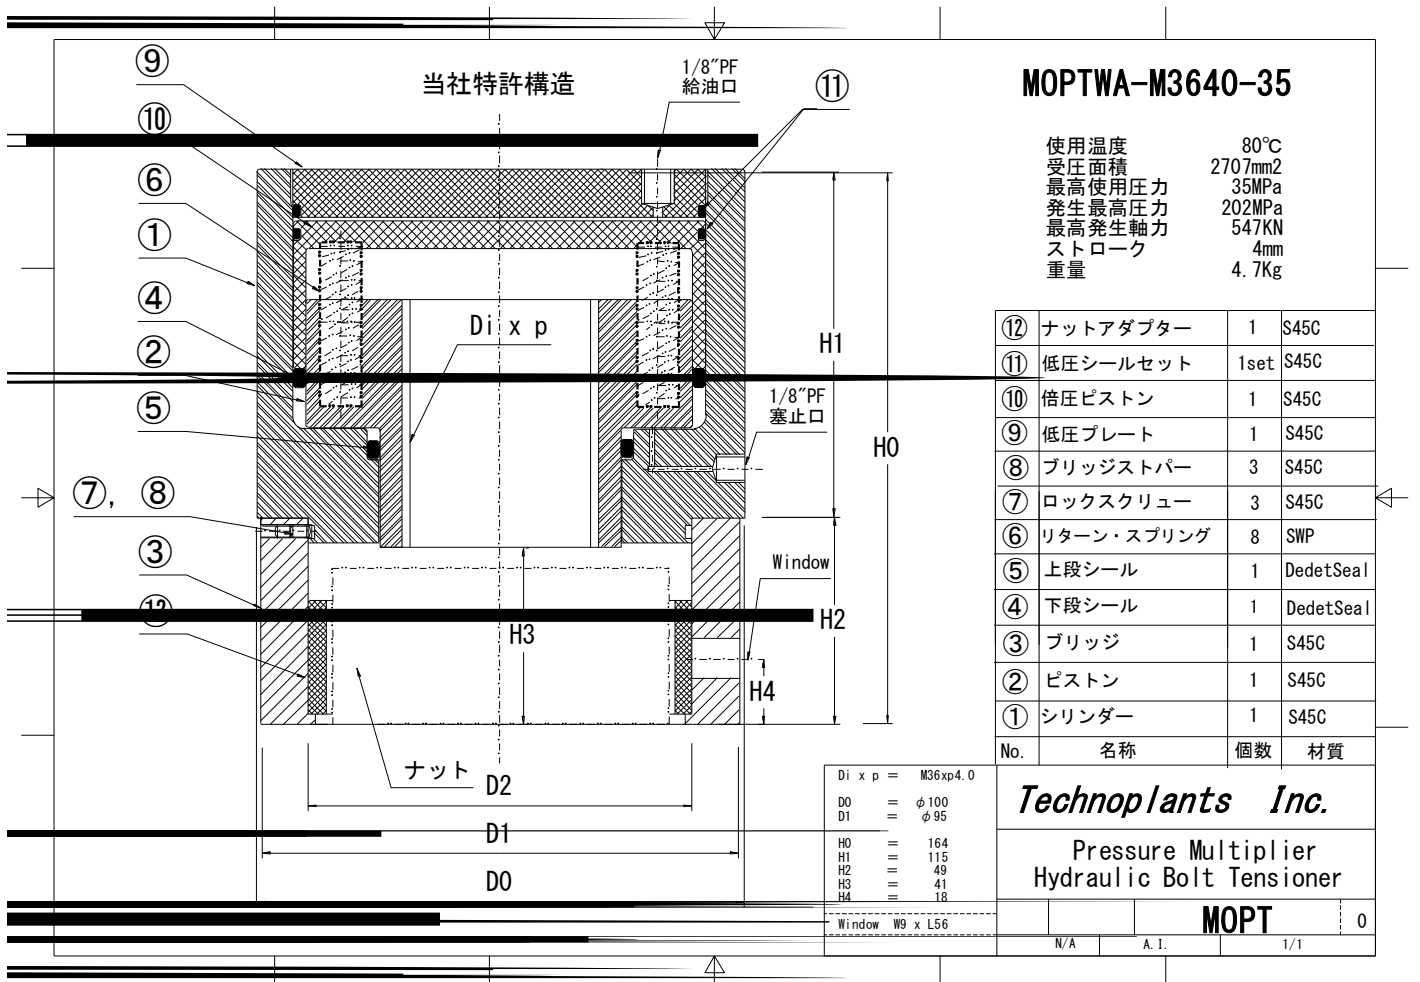 ⑨
当社特許構造
1/8"PF
給油口
⑪
MOPTWA-M3640-35
⑩
使用温度 80℃
受圧面積 2707mm2
最高使用圧力 35MPa
発生最高圧力 202MPa
最高発生軸力 547KN
ストローク 4mm
重量 4.7Kg
⑥
①
④
②
⑤
⑦, ⑧
③
⑫
Di x p
H1
1/8"PF
塞止口
H0
Window
H2
H3
H4
ナット
D2
D1
D0
⑫ ナットアダプター 1 S45C
⑪ 低圧シールセット 1set S45C
⑩ 倍圧ピストン 1 S45C
⑨ 低圧プレート 1 S45C
⑧ ブリッジストパー 3 S45C
⑦ ロックスクリュー 3 S45C
⑥ リターン・スプリング 8 SWP
⑤ 上段シール 1 DedetSeal
④ 下段シール 1 DedetSeal
③ ブリッジ 1 S45C
② ピストン 1 S45C
① シリンダー 1 S45C
No. 名称 個数 材質
Di x p = M36xp4.0
D0 = φ100
D1 = φ95
H0 = 164
H1 = 115
H2 = 49
H3 = 41
H4 = 18
Window W9 x L56
Technoplants Inc.
Pressure Multiplier
Hydraulic Bolt Tensioner
MOPT 0
N/A A.I. 1/1